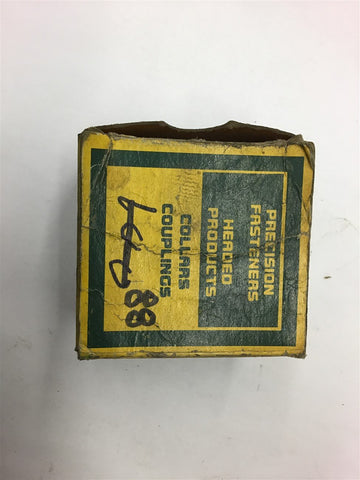 PRECISION
FASTENERS
HEADED
PRODUCTS
COLLARS
COUPLINGS
88